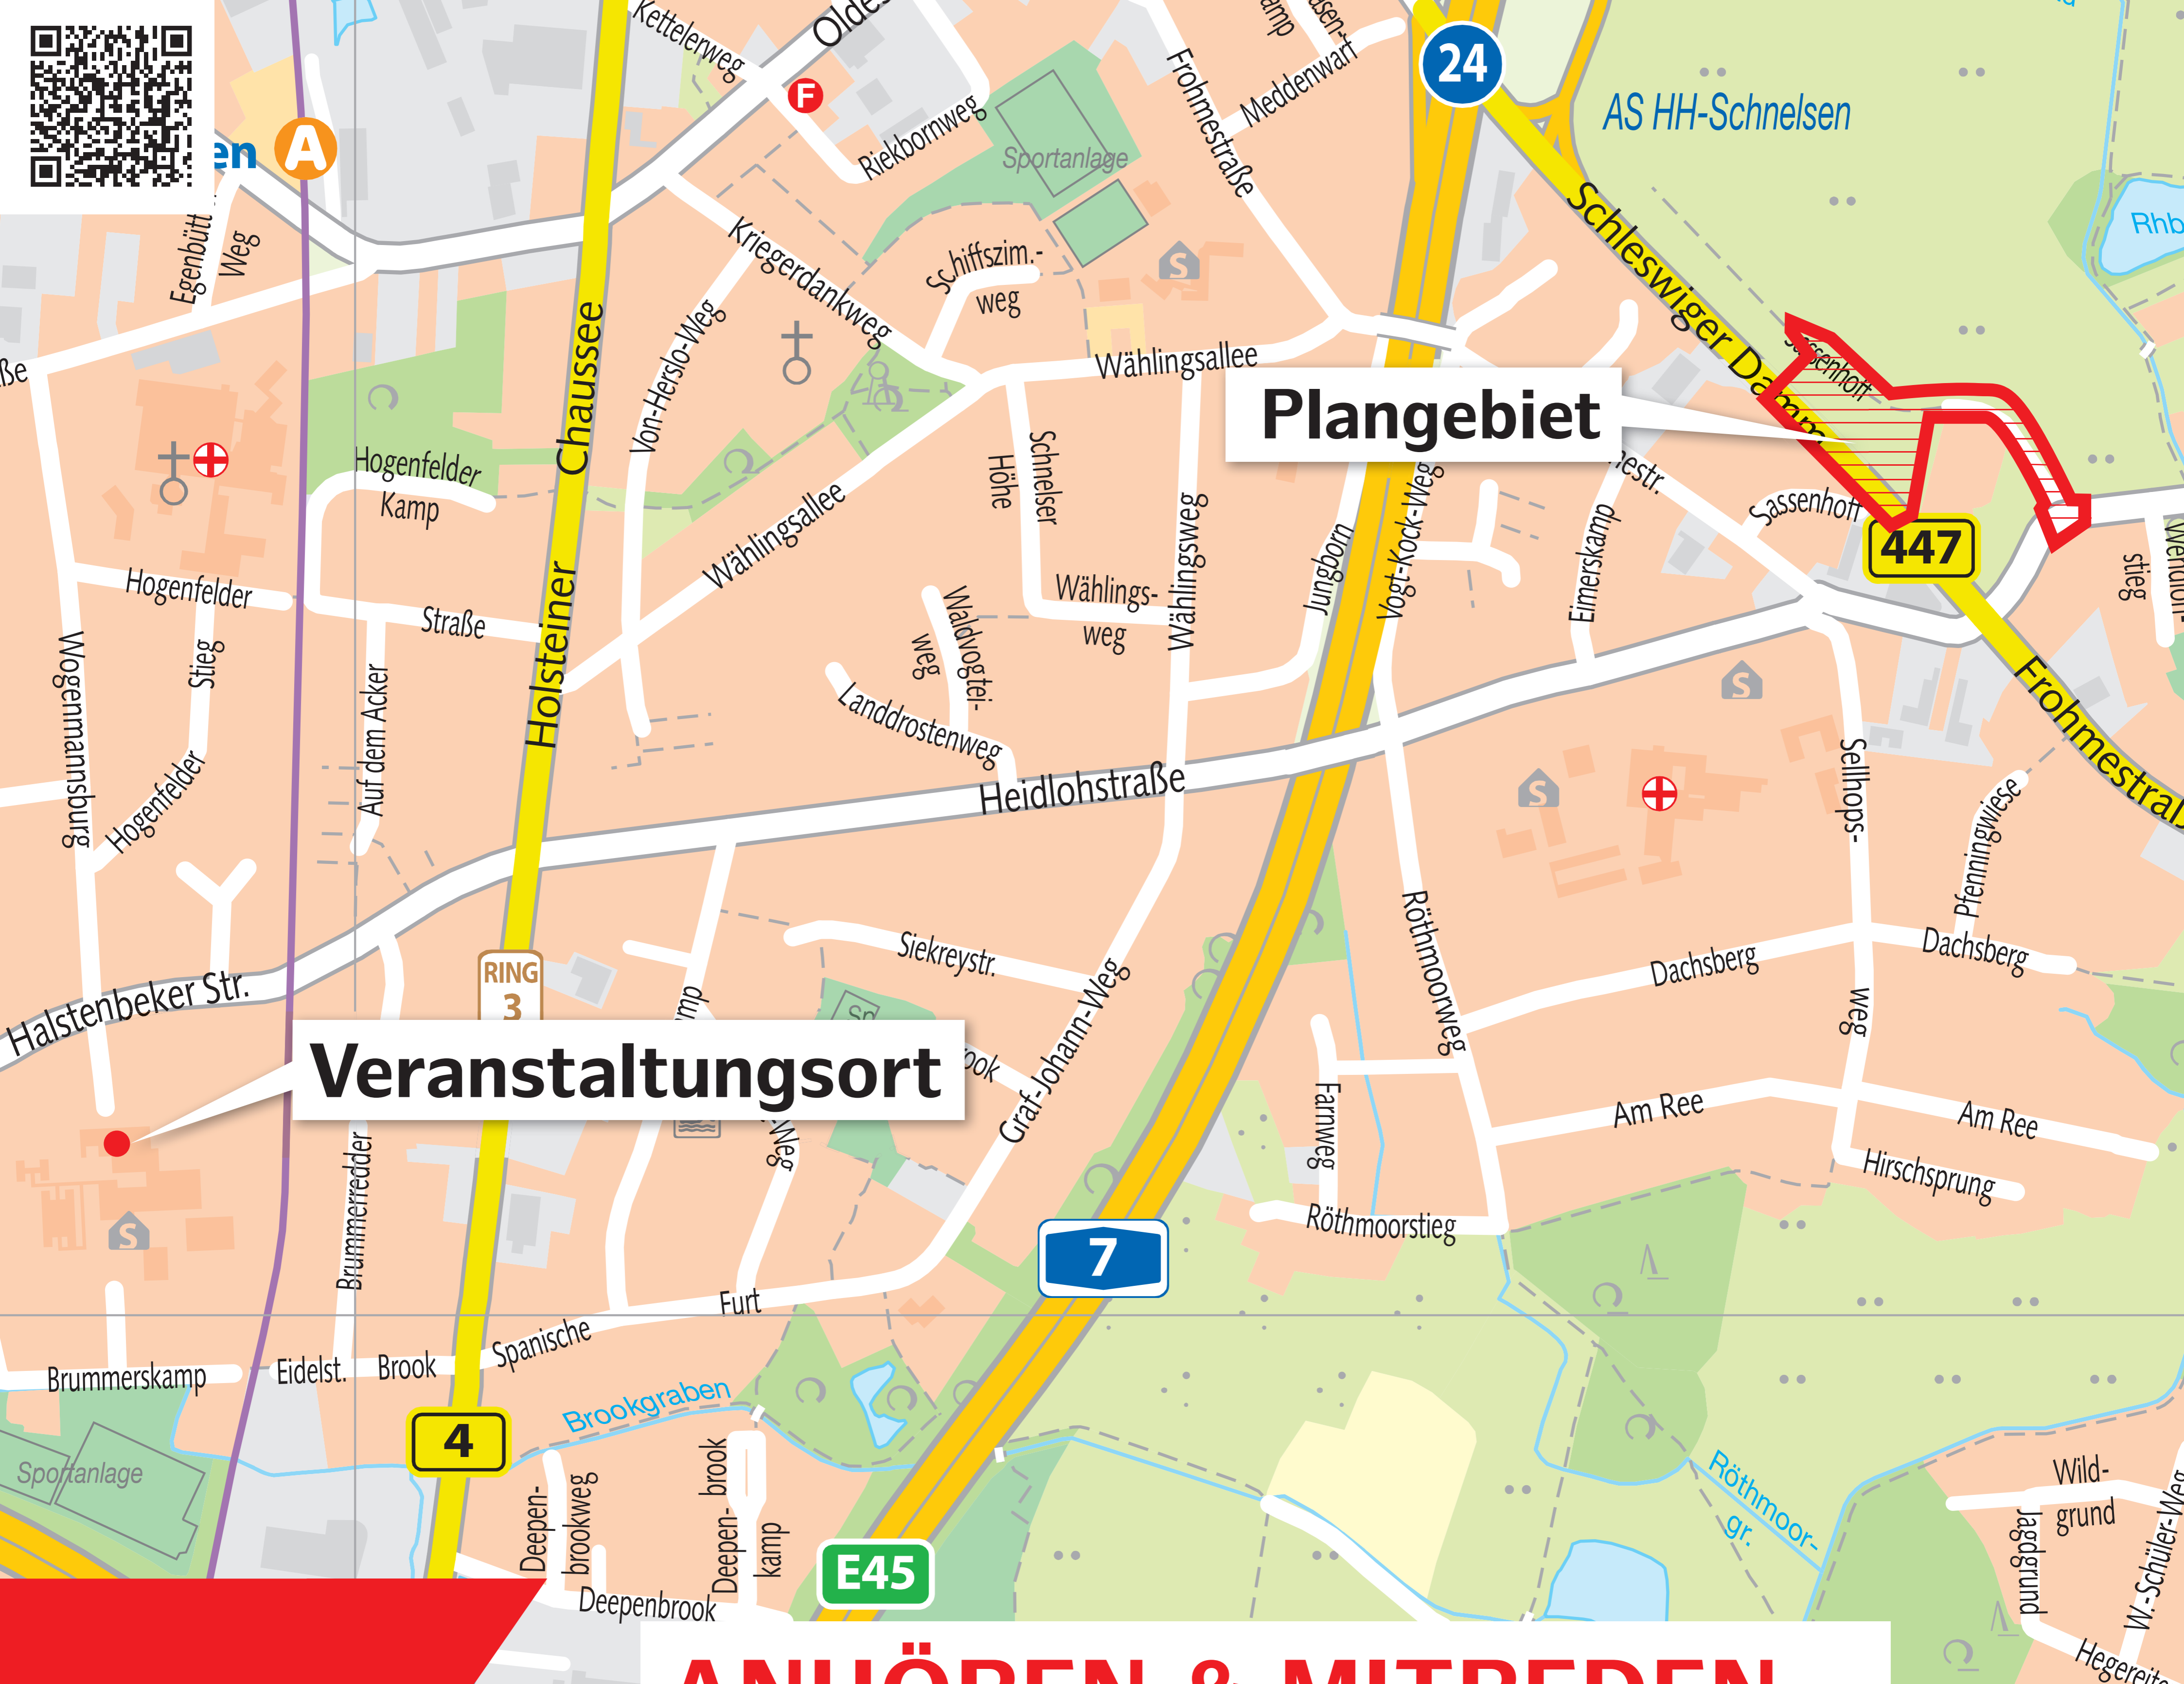 Kettelerweg
24
AS HH-Schnelsen
F
Riekbornweg
Sportanlage
Frohmestraße
Meddenwart
en
A
Weg
Kriegerdankweg
Schiffszim.-
weg
S
Schleswiger Damm
Sassenhoff
Holsteiner Chaussee
Von-Herslo-Weg
Wählingsallee
Plangebiet
Hogenfelder
Kamp
Wählingsallee
Schnelser
Höhe
Wählingsweg
Jungborn
Vogt-Kock-Weg
Eimerskamp
Sassenhoff
447
Hogenfelder
Straße
Stieg
Hogenfelder
Wogenmannsburg
Auf dem Acker
Waldvogtei-
weg
Wählings-
weg
Landdrostenweg
Heidlohstraße
stieg
Frohmestraß
S
S
Sellhops-
weg
Pfenningwiese
Röthmoorweg
Dachsberg
Dachsberg
RING
3
Siekreystr.
Halstenbeker Str.
Veranstaltungsort
Graf-Johann-Weg
Farnweg
Am Ree
Am Ree
Hirschsprung
Röthmoorstieg
Brummerredder
S
7
Furt
Spanische
Brummerskamp
Eidelst. Brook
Brookgraben
4
Sportanlage
Deepen-
brookweg
Deepen-
brook
kamp
Deepenbrook
E45
Röthmoor-
gr.
Wild-
grund
Jagdgrund
W.-Schüler-Weg
ANHÖREN & MITREDEN